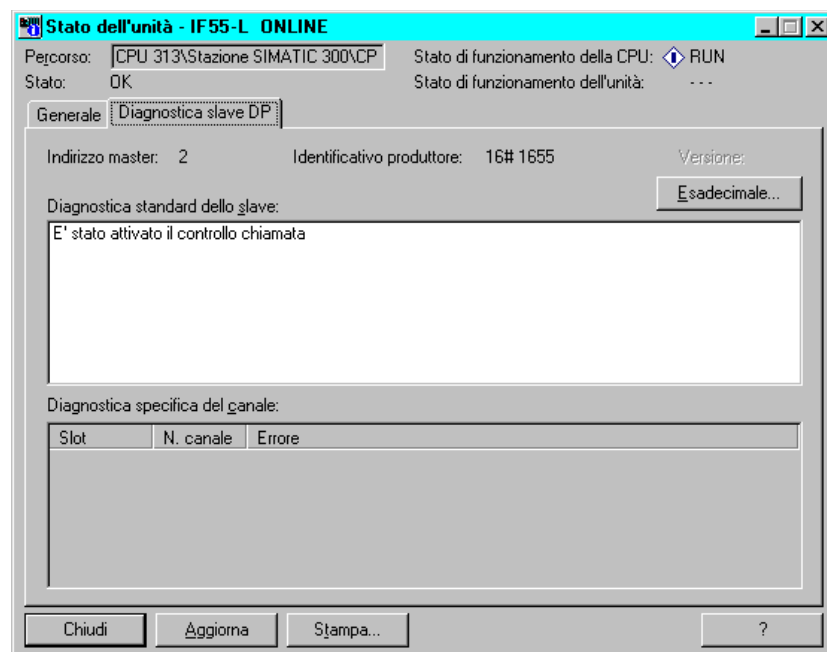 Stato dell'unità - IF55-L ONLINE
Percorso: CPU 313\Stazione SIMATIC 300\CP Stato di funzionamento della CPU: RUN
Stato: OK Stato di funzionamento dell'unità: - - -
Generale Diagnostica slave DP
Indirizzo master: 2 Identificativo produttore: 16# 1655 Versione:
Esadecimale...
Diagnostica standard dello slave:
E' stato attivato il controllo chiamata
Diagnostica specifica del canale:
Slot N. canale Errore
Chiudi Aggiorna Stampa... ?